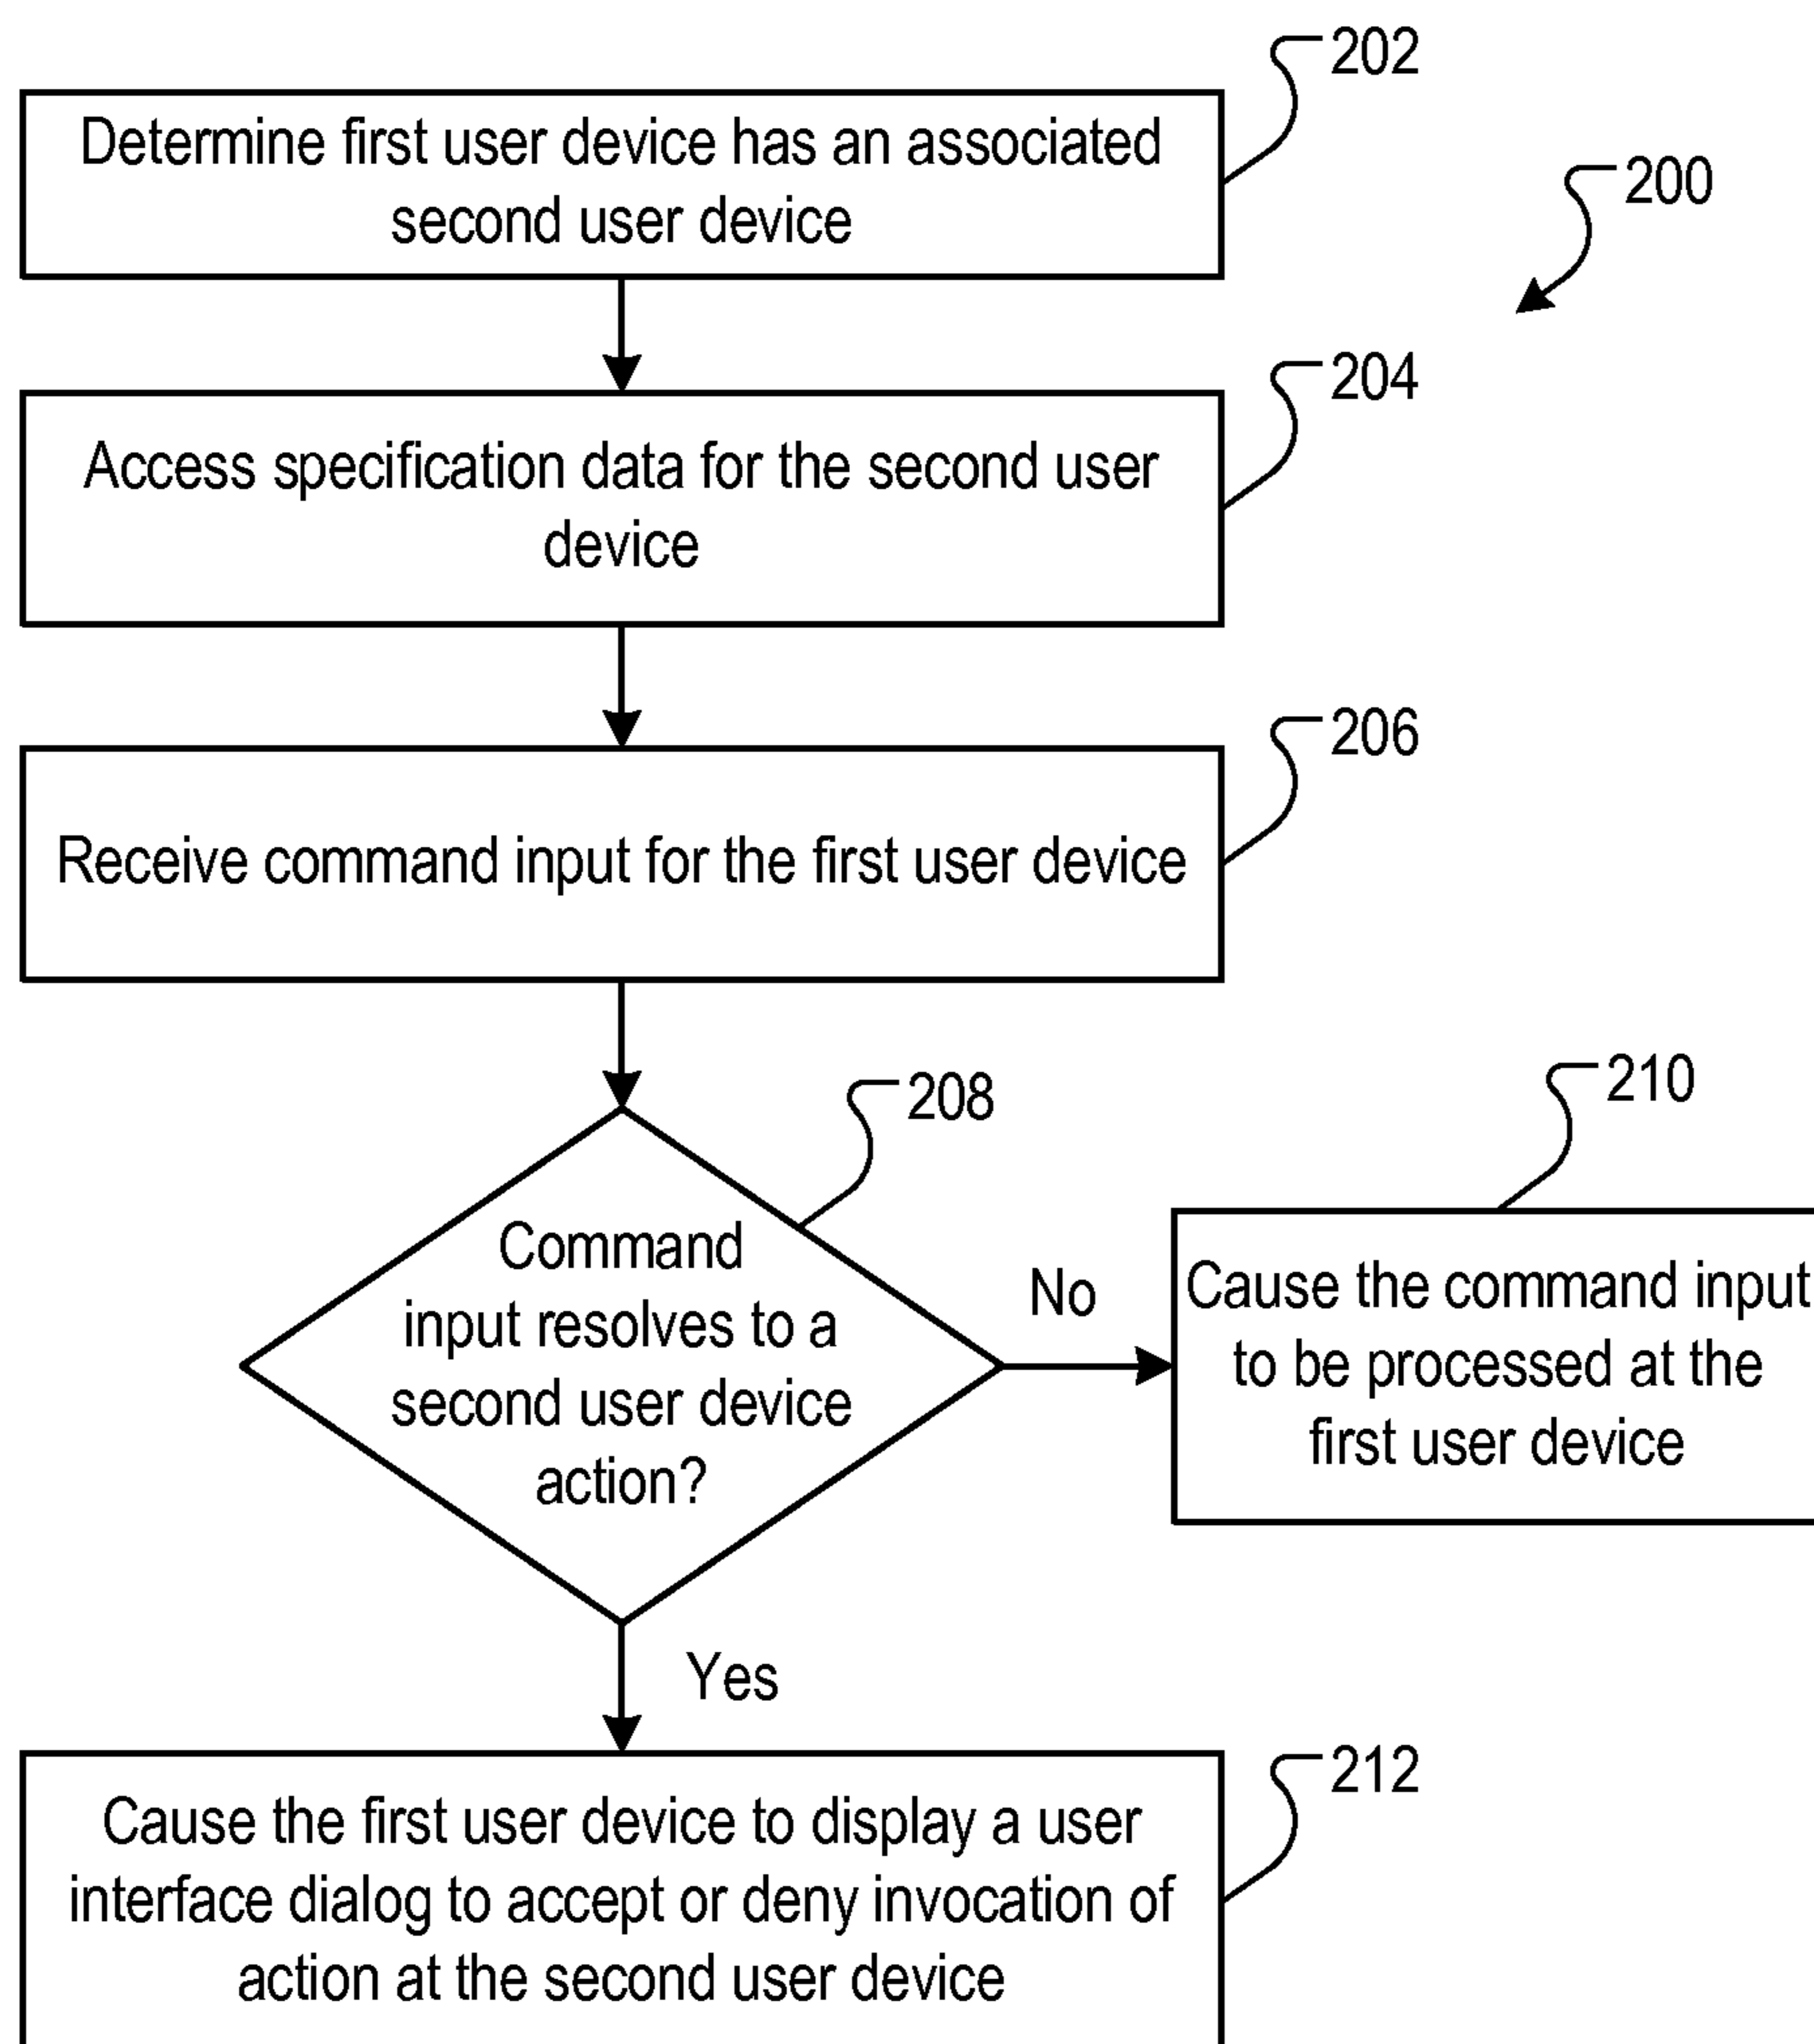 202
Determine first user device has an associated
second user device
200
204
Access specification data for the second user
device
206
Receive command input for the first user device
208
Command
input resolves to a
second user device
action?
No
210
Cause the command input
to be processed at the
first user device
Yes
212
Cause the first user device to display a user
interface dialog to accept or deny invocation of
action at the second user device